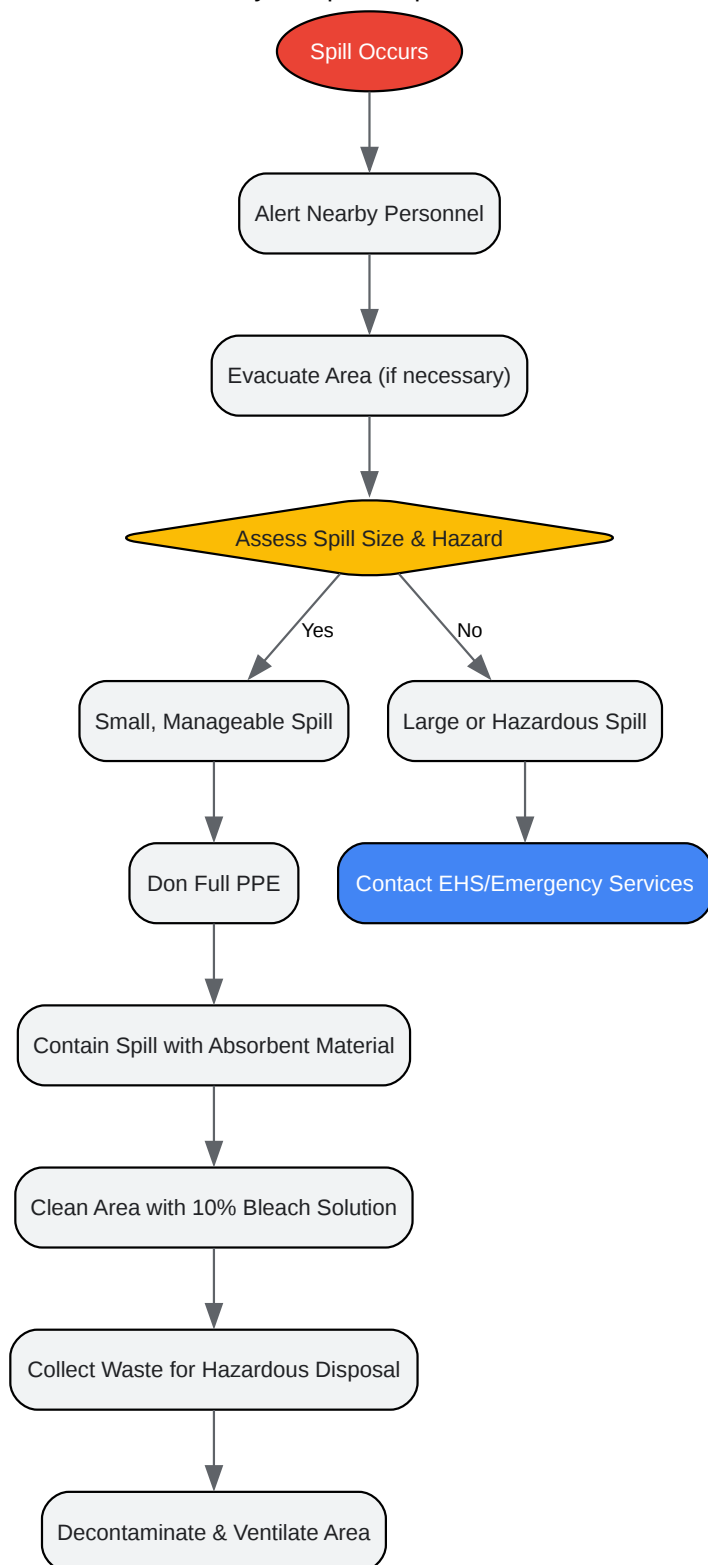 Spill Occurs
Alert Nearby Personnel
Evacuate Area (if necessary)
Assess Spill Size & Hazard
Yes
No
Small, Manageable Spill
Large or Hazardous Spill
Don Full PPE
Contact EHS/Emergency Services
Contain Spill with Absorbent Material
Clean Area with 10% Bleach Solution
Collect Waste for Hazardous Disposal
Decontaminate & Ventilate Area